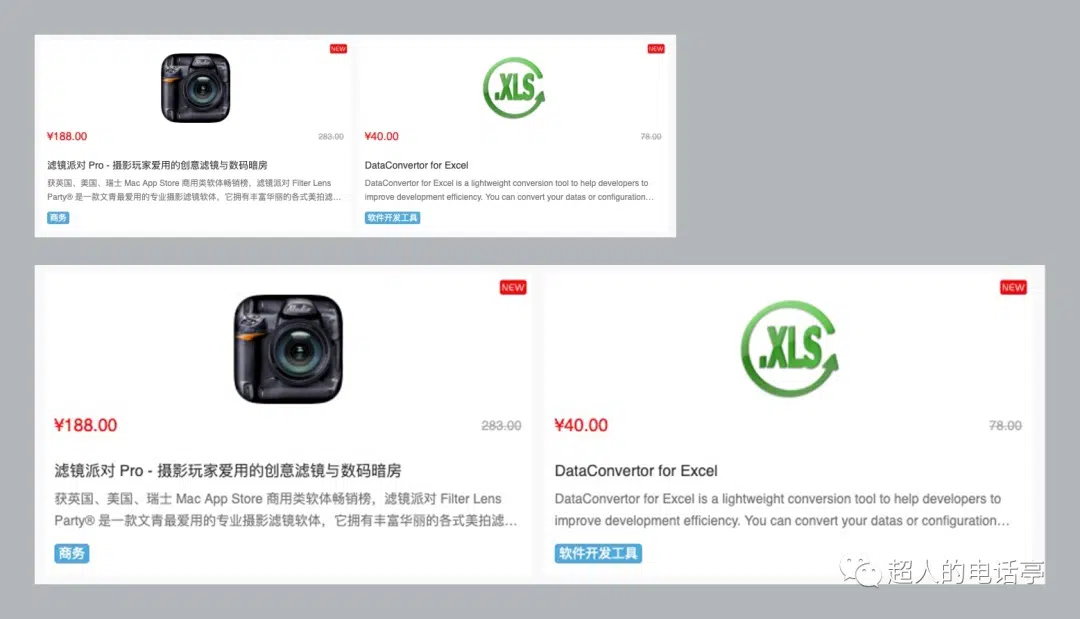 NEW
NEW
.XLS
¥188.00
283.00
¥40.00
78.00
滤镜派对 Pro - 摄影玩家爱用的创意滤镜与数码暗房
获英国、美国、瑞士 Mac App Store 商用类软体畅销榜，滤镜派对 Filter Lens
Party® 是一款文青最爱用的专业摄影滤镜软体，它拥有丰富华丽的各式美拍滤...
商务
DataConvertor for Excel
DataConvertor for Excel is a lightweight conversion tool to help developers to
improve development efficiency. You can convert your datas or configuration...
软件开发工具
NEW
NEW
Studio
.XLS
¥188.00
283.00
¥40.00
78.00
滤镜派对 Pro - 摄影玩家爱用的创意滤镜与数码暗房
获英国、美国、瑞士 Mac App Store 商用类软体畅销榜，滤镜派对 Filter Lens
Party® 是一款文青最爱用的专业摄影滤镜软体，它拥有丰富华丽的各式美拍滤...
商务
DataConvertor for Excel
DataConvertor for Excel is a lightweight conversion tool to help developers to
improve development efficiency. You can convert your datas or configuration...
软件开发工具
超人的电话亭